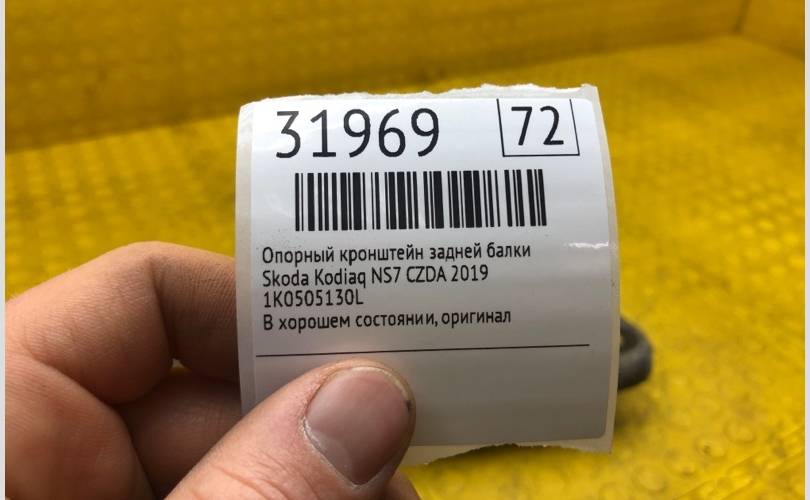 31969 72
Опорный кронштейн задней балки
Skoda Kodiaq NS7 CZDA 2019
1K0505130L
В хорошем состоянии, оригинал